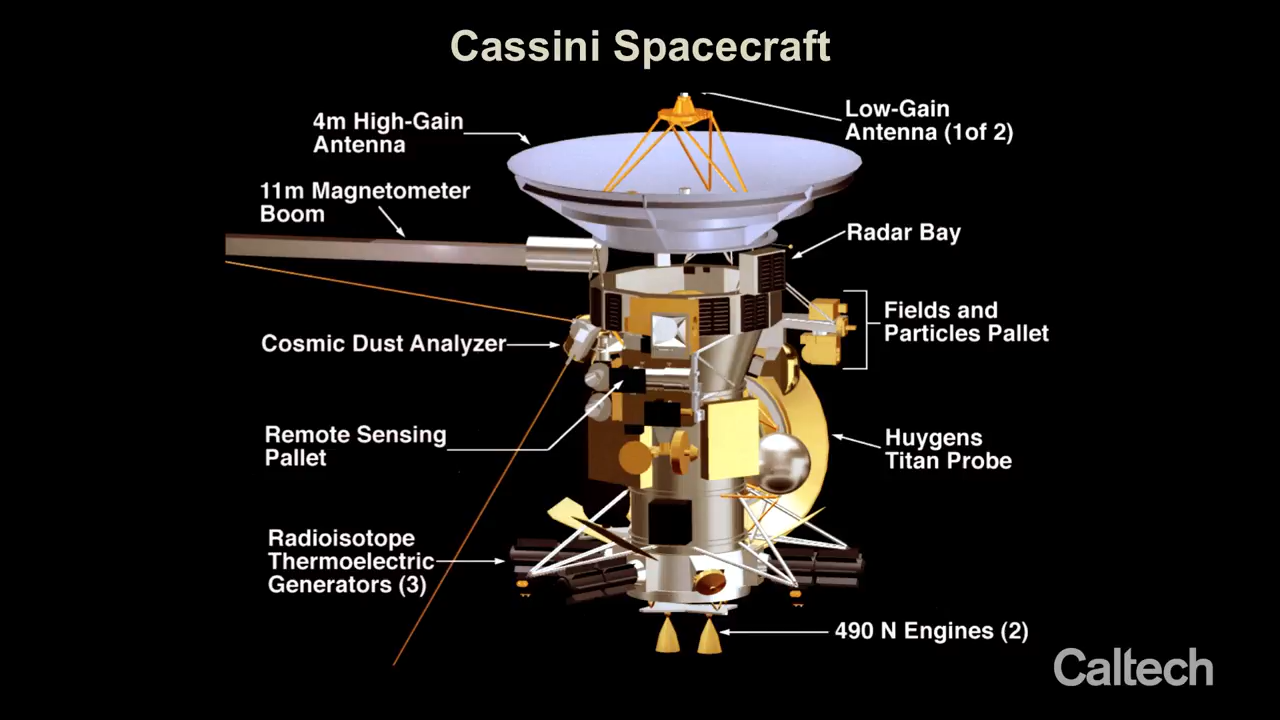 Cassini Spacecraft
4m High-Gain
Antenna
Low-Gain
Antenna (1of 2)
11m Magnetometer
Boom
Radar Bay
Fields and
Particles Pallet
Cosmic Dust Analyzer
Remote Sensing
Pallet
Huygens
Titan Probe
Radioisotope
Thermoelectric
Generators (3)
490 N Engines (2)
Caltech